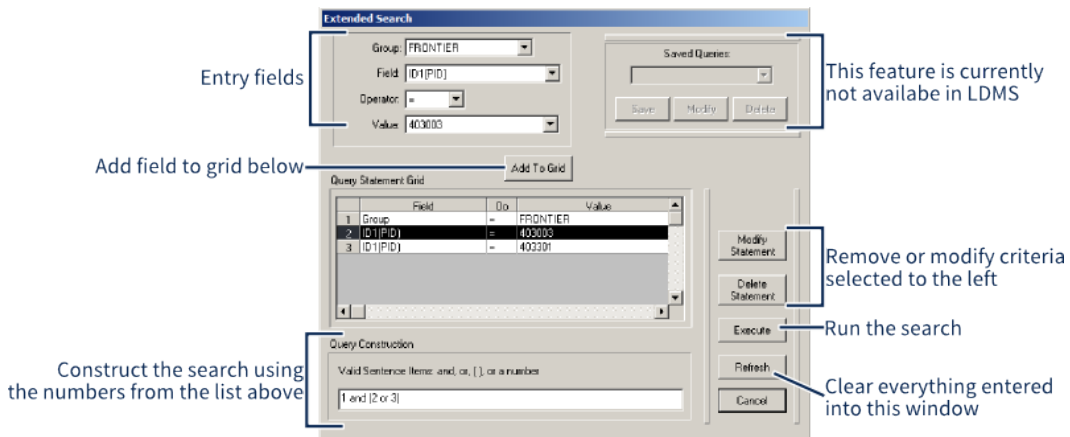 Extended Search
Group: FRONTIER
Field: ID1(PID)
Operator: =
Value: 403003
Entry fields
Saved Queries:
Save Modify Delete
This feature is currently
not availabe in LDMS
Add field to grid below
Add To Grid
Query Statement Grid
Field Op Value
1 Group = FRONTIER
2 ID1(PID) = 403003
3 ID1(PID) = 403301
Modify
Statement
Delete
Statement
Remove or modify criteria
selected to the left
Execute
Run the search
Query Construction
Valid Sentence Items: and, or, ( ), or a number
1 and (2 or 3)
Construct the search using
the numbers from the list above
Refresh
Clear everything entered
into this window
Cancel